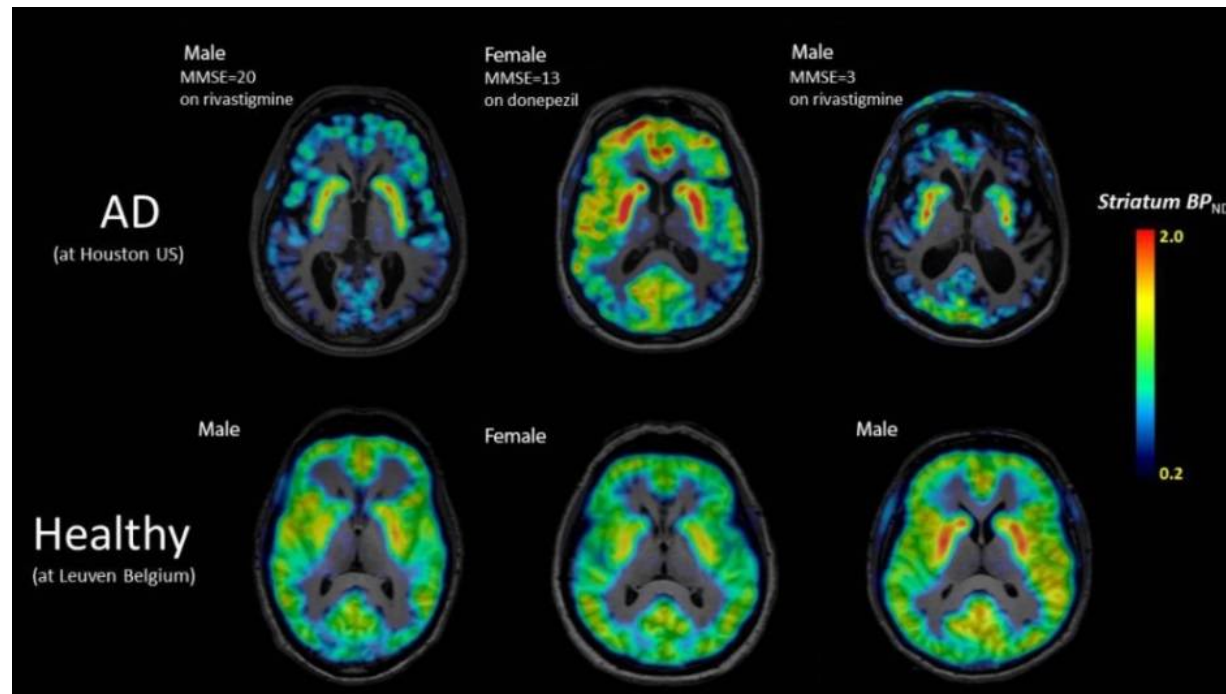 Male
MMSE=20
on rivastigmine
Female
MMSE=13
on donepezil
Male
MMSE=3
on rivastigmine
AD
(at Houston US)
Striatum BPND
2.0
0.2
Male
Female
Male
Healthy
(at Leuven Belgium)